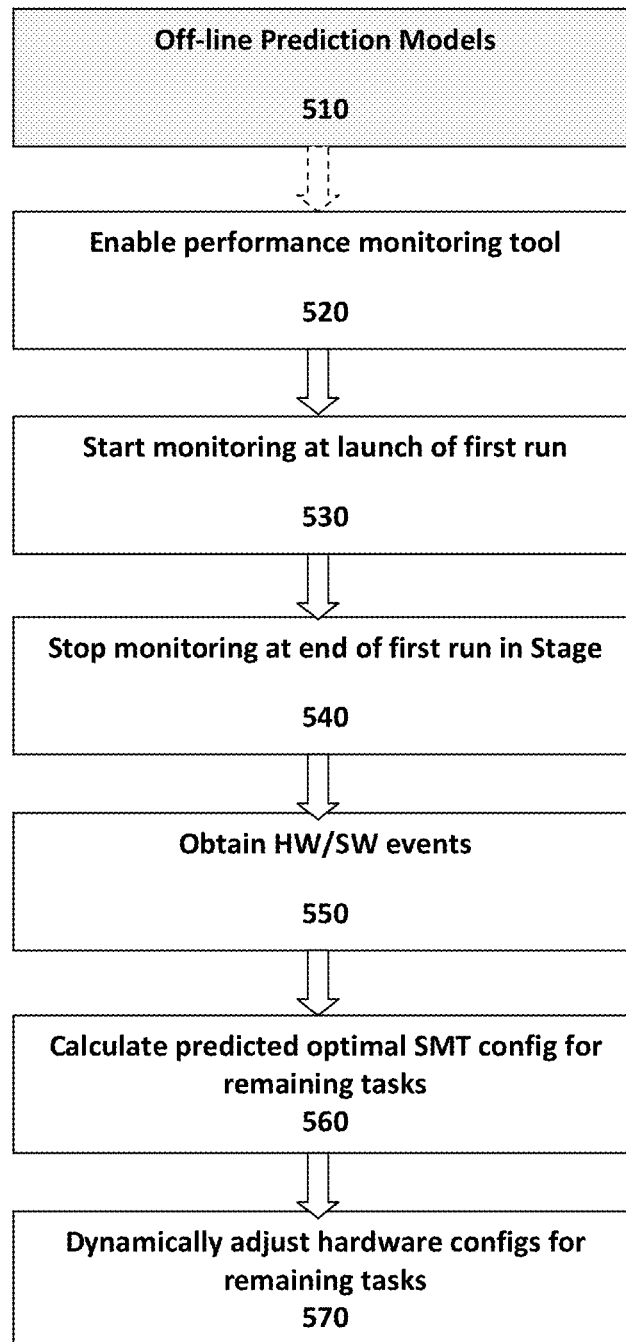 Off-line Prediction Models
510
Enable performance monitoring tool
520
Start monitoring at launch of first run
530
Stop monitoring at end of first run in Stage
540
Obtain HW/SW events
550
Calculate predicted optimal SMT config for
remaining tasks
560
Dynamically adjust hardware configs for
remaining tasks
570